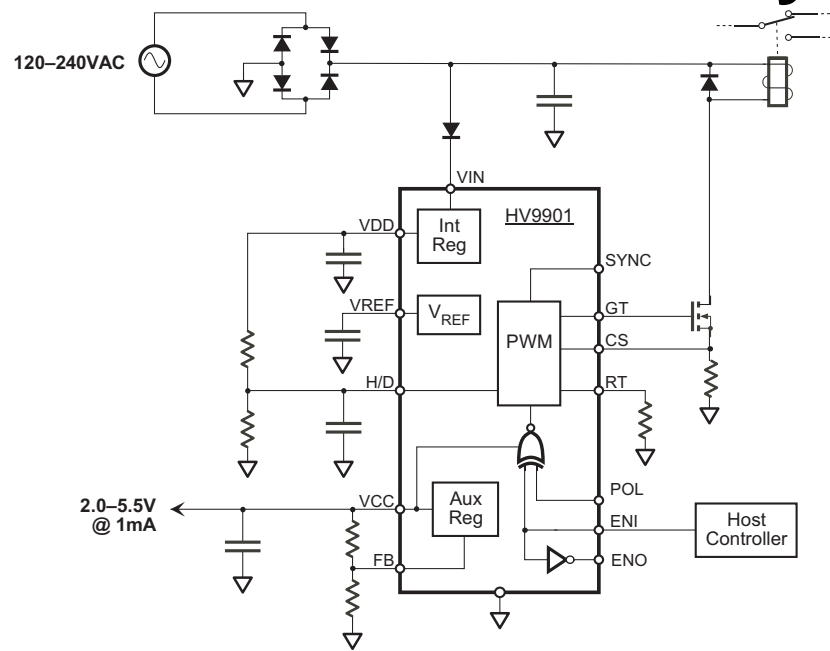 120–240VAC
VIN
HV9901
VDD
Int
Reg
SYNC
VREF
VREF
GT
PWM
CS
H/D
RT
2.0–5.5V
@ 1mA
VCC
Aux
Reg
POL
ENI
Host
Controller
FB
ENO